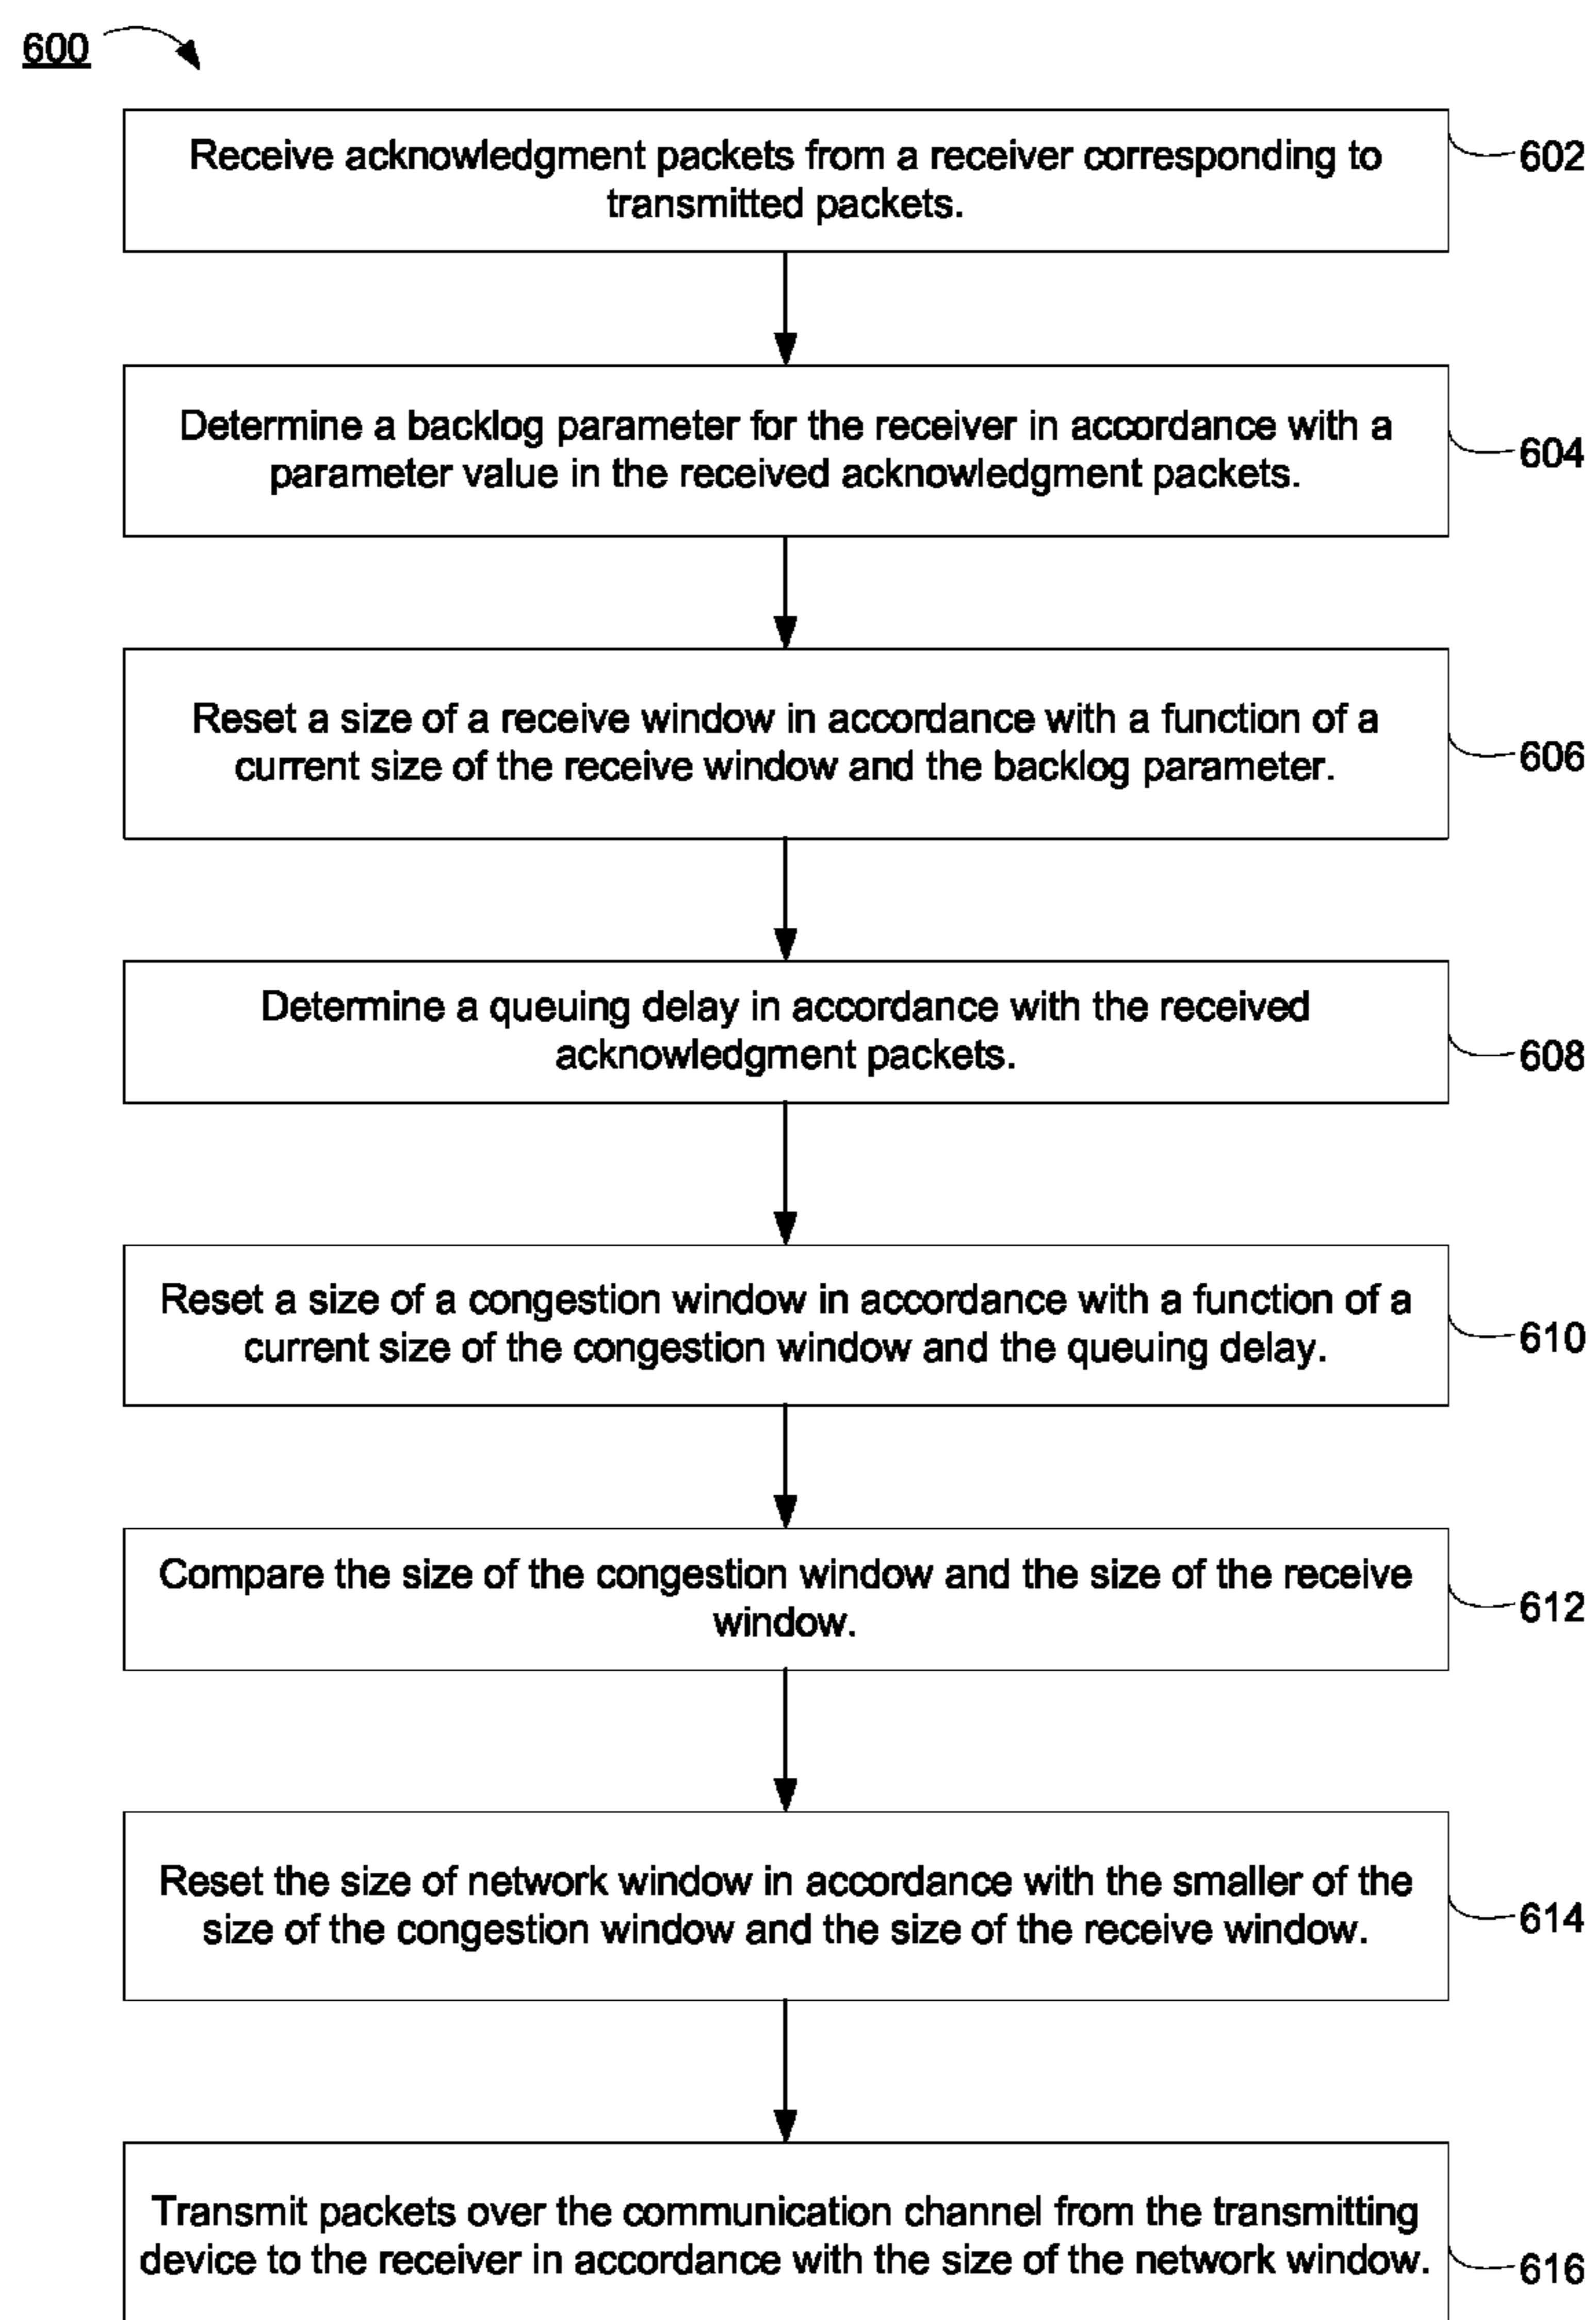 600
Receive acknowledgment packets from a receiver corresponding to
transmitted packets.
602
Determine a backlog parameter for the receiver in accordance with a
parameter value in the received acknowledgment packets.
604
Reset a size of a receive window in accordance with a function of a
current size of the receive window and the backlog parameter.
606
Determine a queuing delay in accordance with the received
acknowledgment packets.
608
Reset a size of a congestion window in accordance with a function of a
current size of the congestion window and the queuing delay.
610
Compare the size of the congestion window and the size of the receive
window.
612
Reset the size of network window in accordance with the smaller of the
size of the congestion window and the size of the receive window.
614
Transmit packets over the communication channel from the transmitting
device to the receiver in accordance with the size of the network window.
616